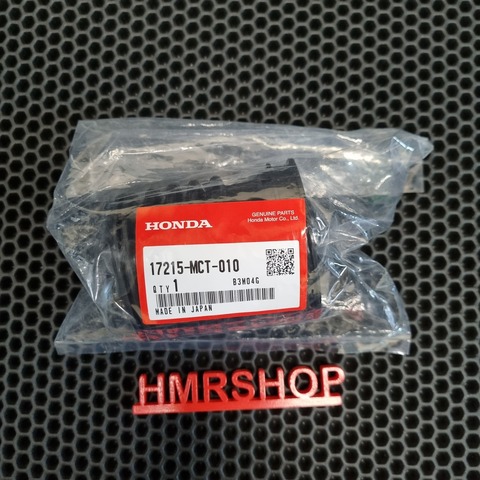 HONDA
GENUINE PARTS
Honda Motor Co., Ltd.
17215-MCT-010
QTY 1
B3M04G
MADE IN JAPAN
HMRSHOP